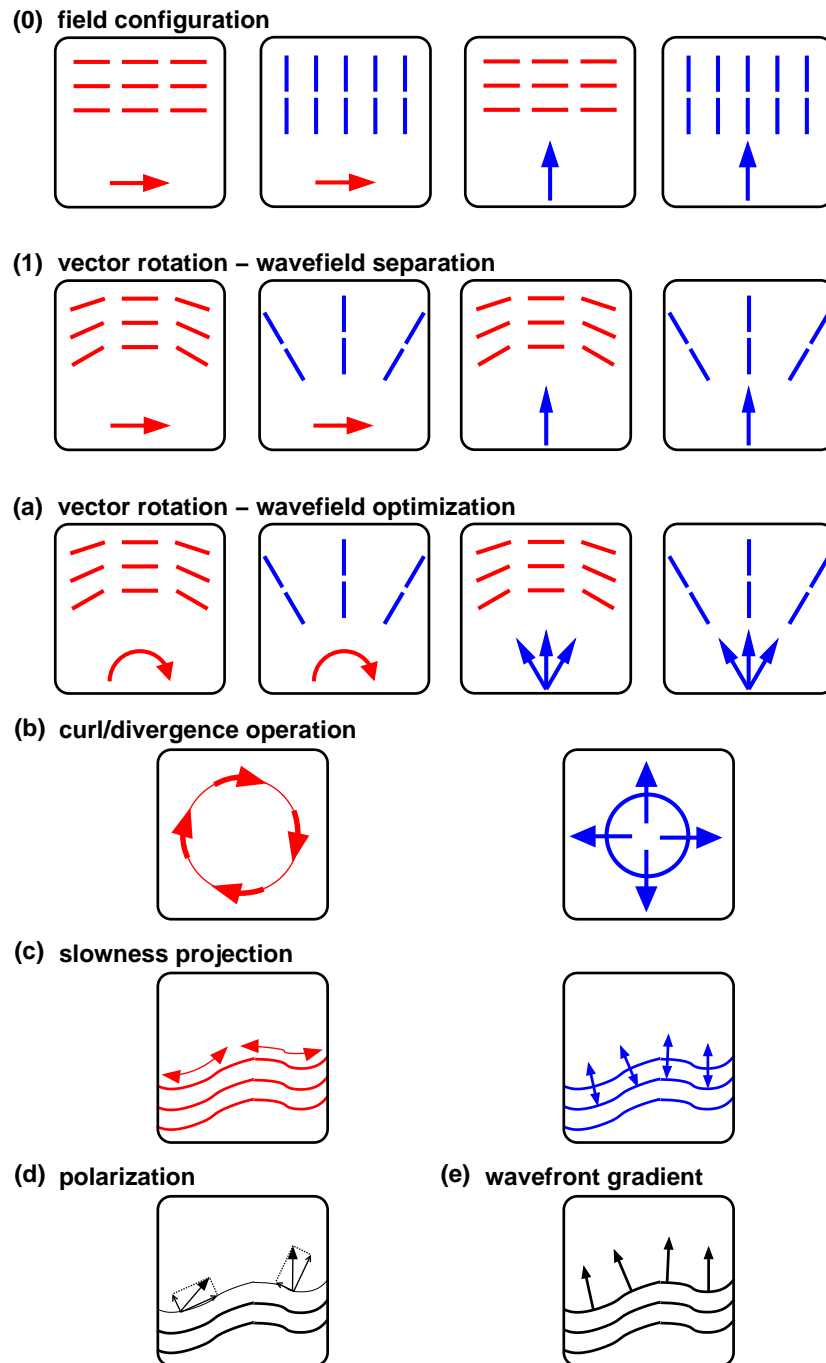 (0) field configuration
(1) vector rotation – wavefield separation
(a) vector rotation – wavefield optimization
(b) curl/divergence operation
(c) slowness projection
(d) polarization
(e) wavefront gradient